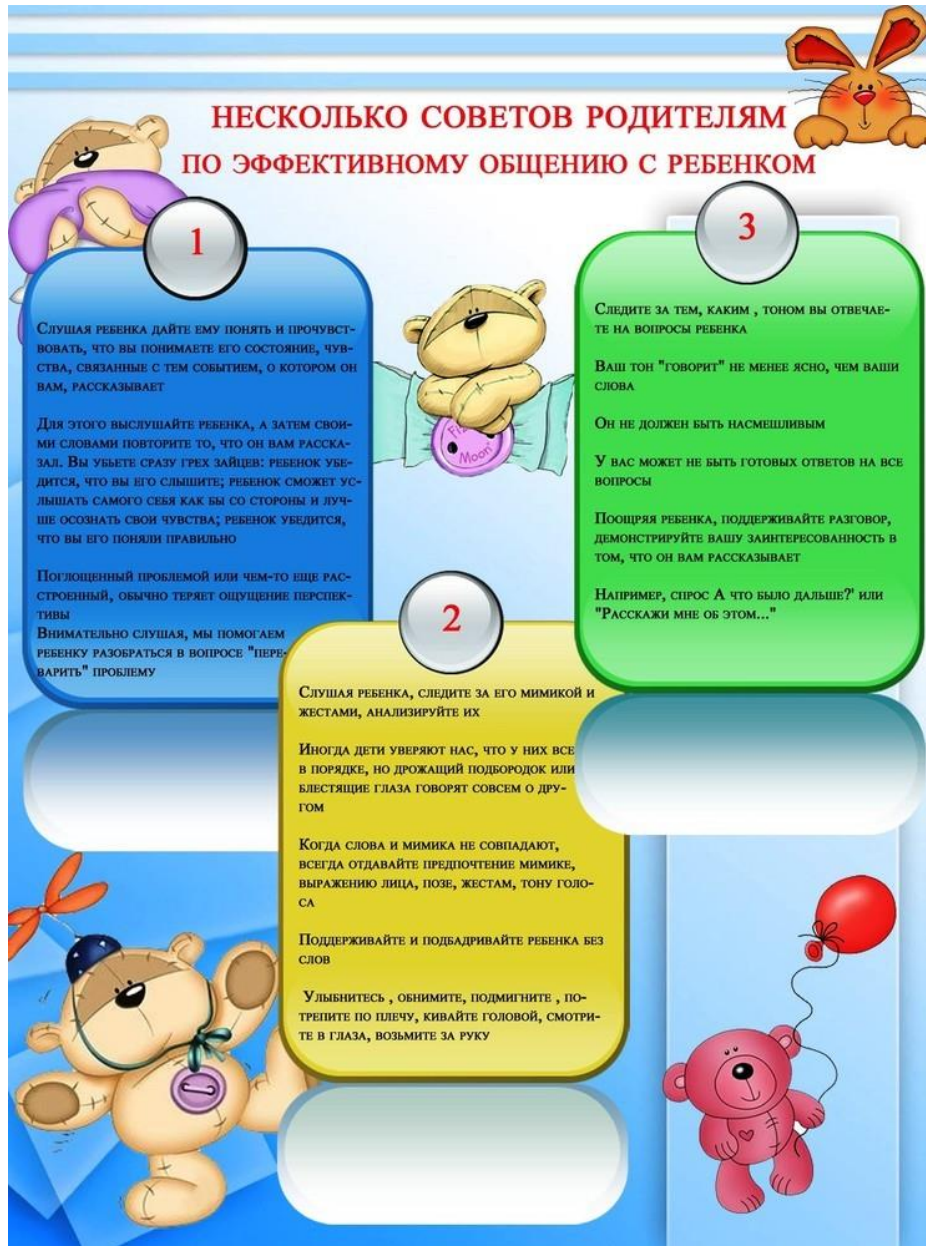 НЕСКОЛЬКО СОВЕТОВ РОДИТЕЛЯМ
ПО ЭФФЕКТИВНОМУ ОБЩЕНИЮ С РЕБЕНКОМ
1
Слушая ребенка дайте ему понять и прочувст-
вовать, что вы понимаете его состояние, чув-
ства, связанные с тем событием, о котором он
вам, рассказывает
Для этого выслушайте ребенка, а затем свои-
ми словами повторите то, что он вам расска-
зал. Вы убьете сразу трех зайцев: ребенок убе-
дится, что вы его слышите; ребенок сможет ус-
лышать самого себя как бы со стороны и луч-
ше осознать свои чувства; ребенок убедится,
что вы его поняли правильно
Поглощенный проблемой или чем-то еще рас-
строенный, обычно теряет ощущение перспек-
тивы
Внимательно слушая, мы помогаем
ребенку разобраться в вопросе "пере-
варить" проблему
2
Слушая ребенка, следите за его мимикой и
жестами, анализируйте их
Иногда дети уверяют нас, что у них все
в порядке, но дрожащий подбородок или
блестящие глаза говорят совсем о дру-
гом
Когда слова и мимика не совпадают,
всегда отдавайте предпочтение мимике,
выражению лица, позе, жестам, тону голо-
са
Поддерживайте и подбадривайте ребенка без
слов
Улыбнитесь , обнимите, подмигните , по-
трепите по плечу, кивайте головой, смотри-
те в глаза, возьмите за руку
3
Следите за тем, каким , тоном вы отвечае-
те на вопросы ребенка
Ваш тон "говорит" не менее ясно, чем ваши
слова
Он не должен быть насмешливым
У вас может не быть готовых ответов на все
вопросы
Поощряя ребенка, поддерживайте разговор,
демонстрируйте вашу заинтересованность в
том, что он вам рассказывает
Например, спрос А что было дальше?' или
"Расскажи мне об этом..."
Moon'